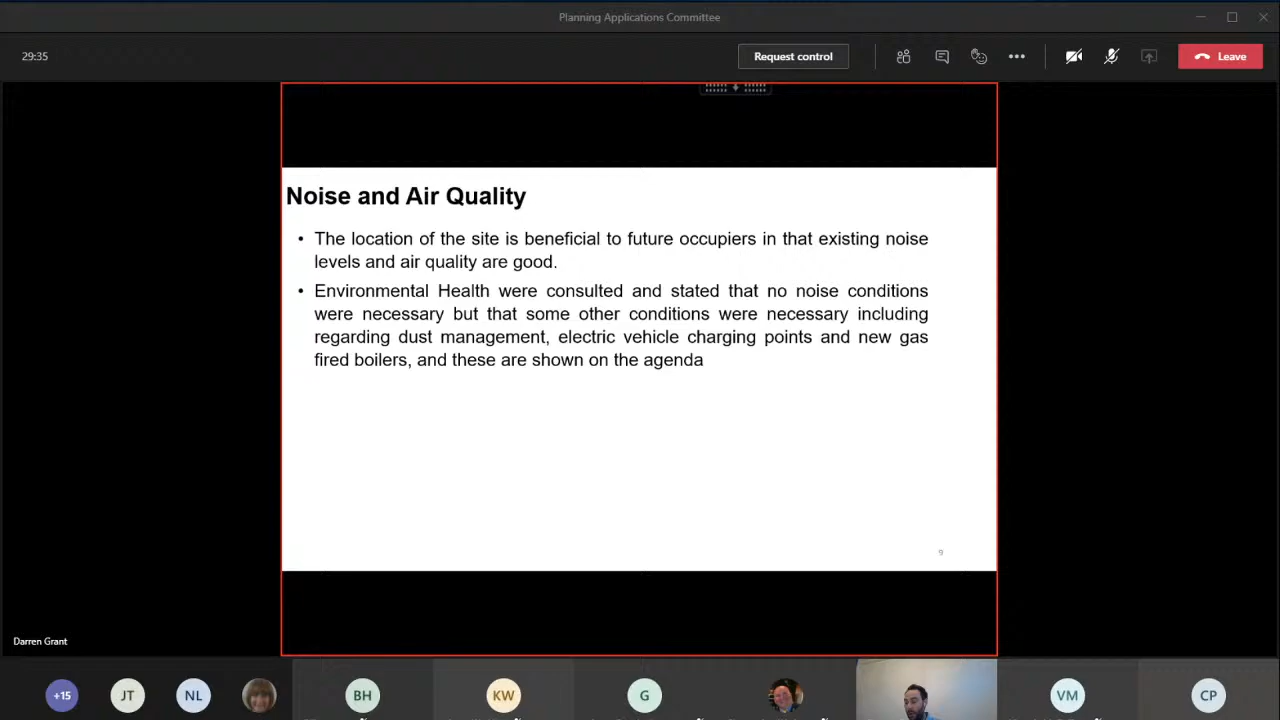 Planning Applications Committee
29:35
Request control
Leave
Noise and Air Quality
• The location of the site is beneficial to future occupiers in that existing noise
levels and air quality are good.
• Environmental Health were consulted and stated that no noise conditions
were necessary but that some other conditions were necessary including
regarding dust management, electric vehicle charging points and new gas
fired boilers, and these are shown on the agenda
9
Darren Grant
+15
JT
NL
BH
KW
G
VM
CP